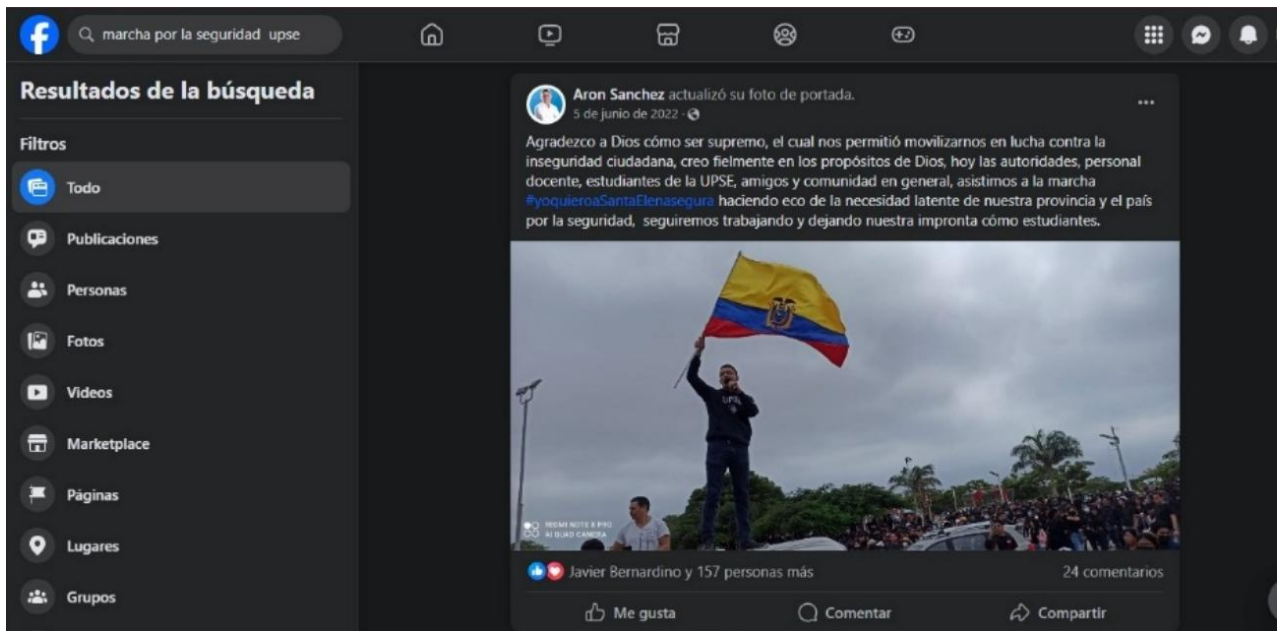 marcha por la seguridad upse
Resultados de la búsqueda
Filtros
Todo
Publicaciones
Personas
Fotos
Videos
Marketplace
Páginas
Lugares
Grupos
Aron Sanchez actualizó su foto de portada.
5 de junio de 2022 ·
Agradezco a Dios cómo ser supremo, el cual nos permitió movilizarnos en lucha contra la
inseguridad ciudadana, creo fielmente en los propósitos de Dios, hoy las autoridades, personal
docente, estudiantes de la UPSE, amigos y comunidad en general, asistimos a la marcha
#yoquieroaSantaElenasegura haciendo eco de la necesidad latente de nuestra provincia y el país
por la seguridad, seguiremos trabajando y dejando nuestra impronta cómo estudiantes.
UPSE
REDMI NOTE 8 PRO
AI QUAD CAMERA
Javier Bernardino y 157 personas más
24 comentarios
Me gusta
Comentar
Compartir